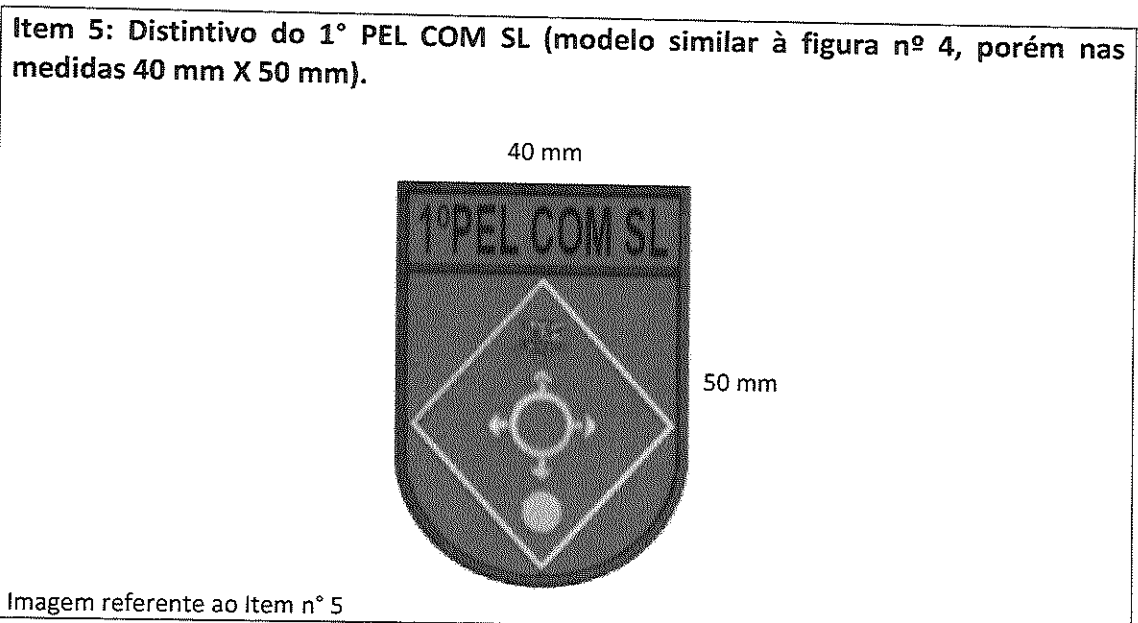 Item 5: Distintivo do 1° PEL COM SL (modelo similar à figura nº 4, porém nas
medidas 40 mm X 50 mm).
40 mm
1ºPEL COM SL
50 mm
Imagem referente ao Item n° 5